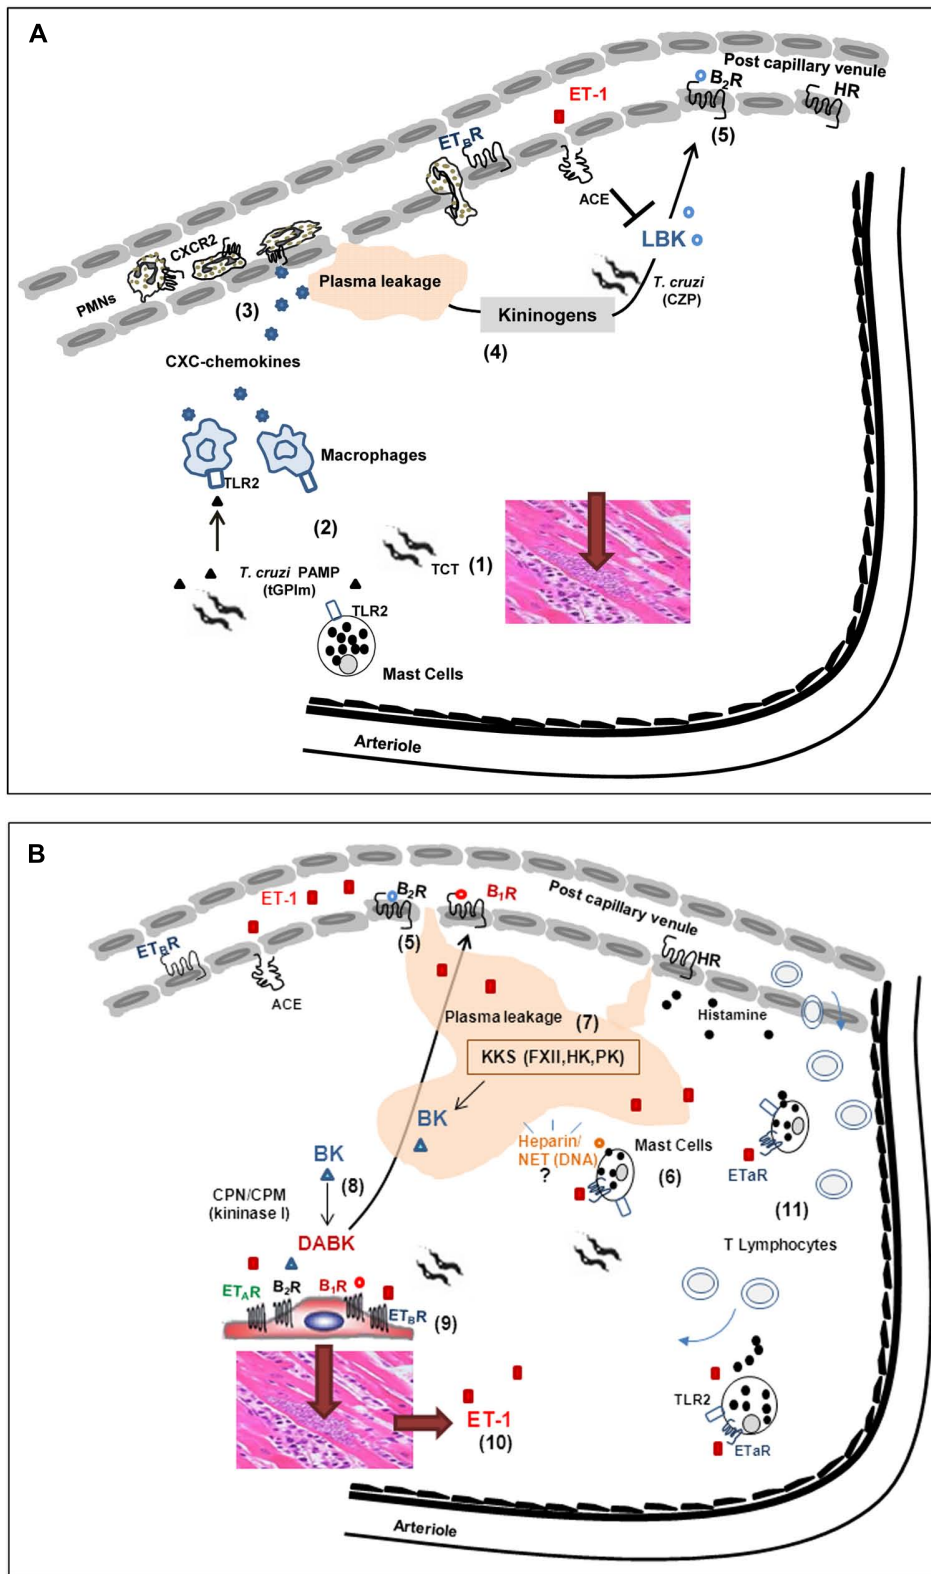 A
Post capillary venule
B2R
HR
ET-1
(5)
ETBR
ACE
LBK
CXCR2
T. cruzi
(CZP)
Plasma leakage
PMNs
(3)
Kininogens
(4)
CXC-chemokines
Macrophages
TLR2
(2)
TCT
(1)
T. cruzi PAMP
(tGPIm)
TLR2
Mast Cells
Arteriole
B
ET-1
B2R
B1R
Post capillary venule
(5)
ETBR
HR
ACE
Histamine
Plasma leakage
(7)
KKS (FXII,HK,PK)
BK
Heparin/
NET (DNA)
?
Mast Cells
(6)
ETaR
BK
(8)
CPN/CPM
(kininase I)
(11)
DABK
T Lymphocytes
ETAR
B2R
B1R
ETBR
(9)
TLR2
ET-1
(10)
ETaR
Arteriole